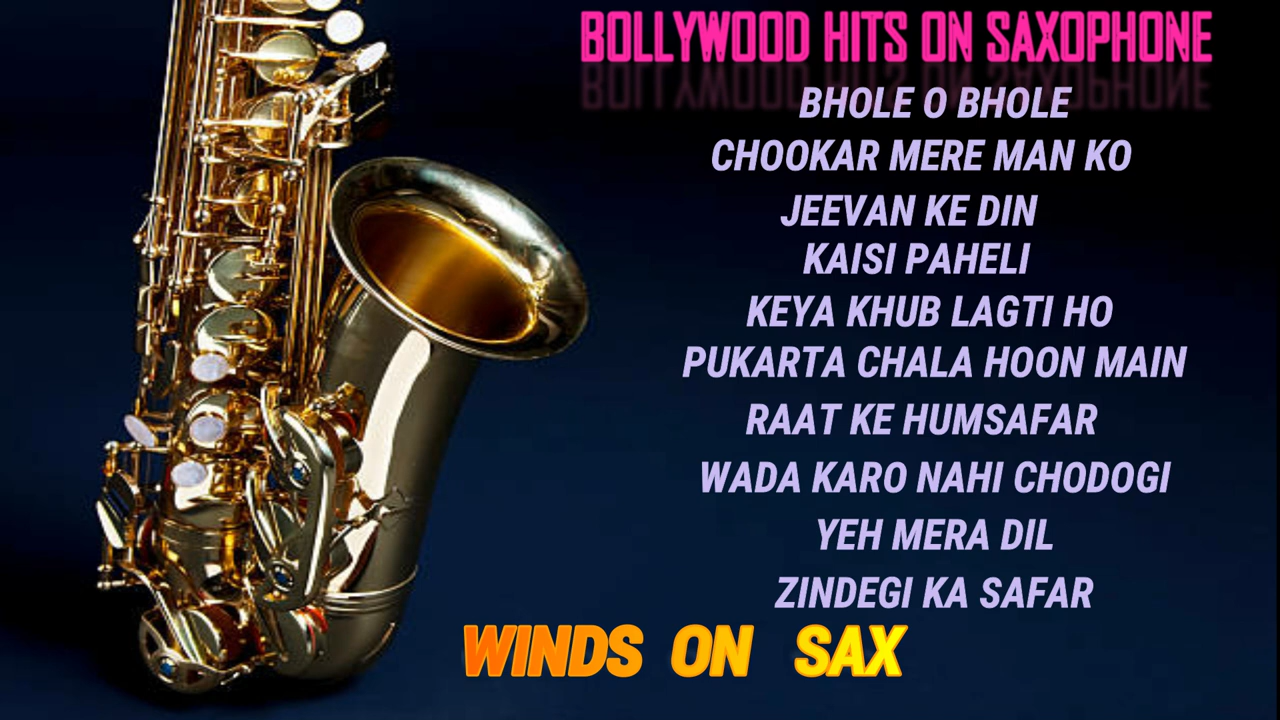 BOLLYWOOD HITS ON SAXOPHONE
BHOLE O BHOLE
CHOOKAR MERE MAN KO
JEEVAN KE DIN
KAISI PAHELI
KEYA KHUB LAGTI HO
PUKARTA CHALA HOON MAIN
RAAT KE HUMSAFAR
WADA KARO NAHI CHODOGI
YEH MERA DIL
ZINDEGI KA SAFAR
WINDS ON SAX